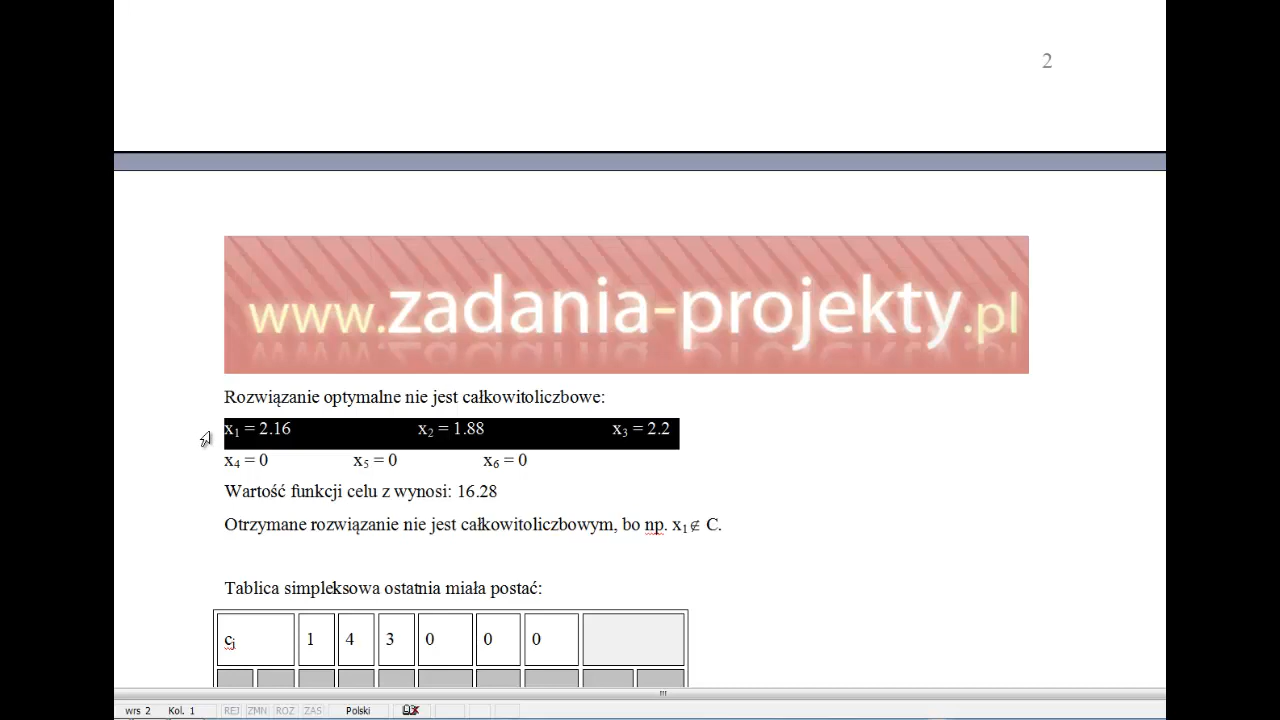 2
www.zadania-projekty.pl
Rozwiązanie optymalne nie jest całkowitoliczbowe:
x₁ = 2.16 x₂ = 1.88 x₃ = 2.2
x₄ = 0 x₅ = 0 x₆ = 0
Wartość funkcji celu z wynosi: 16.28
Otrzymane rozwiązanie nie jest całkowitoliczbowym, bo np. x₁∉ C.
Tablica simpleksowa ostatnia miała postać:
cⱼ 1 4 3 0 0 0
wrs 2 Kol. 1 REJ ZMN ROZ ZAS Polski